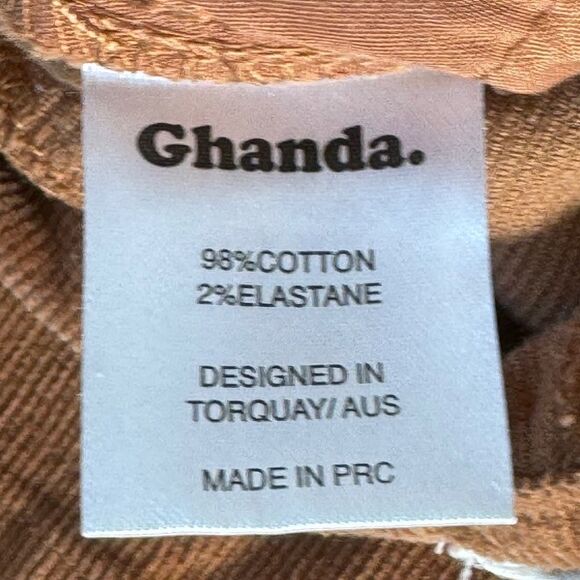 Ghanda.
98%COTTON
2%ELASTANE
DESIGNED IN
TORQUAY/ AUS
MADE IN PRC